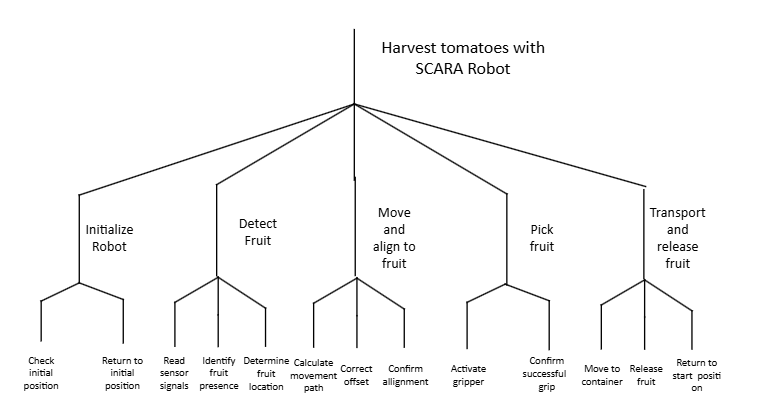 Harvest tomatoes with
SCARA Robot
Initialize
Robot
Detect
Fruit
Move
and
align to
fruit
Pick
fruit
Transport
and
release
fruit
Check
initial
position
Return to
initial
position
Read
sensor
signals
Identify
fruit
presence
Determine
fruit
location
Calculate
movement
path
Correct
offset
Confirm
allignment
Activate
gripper
Confirm
successful
grip
Move to
container
Release
fruit
Return to
start positi
on